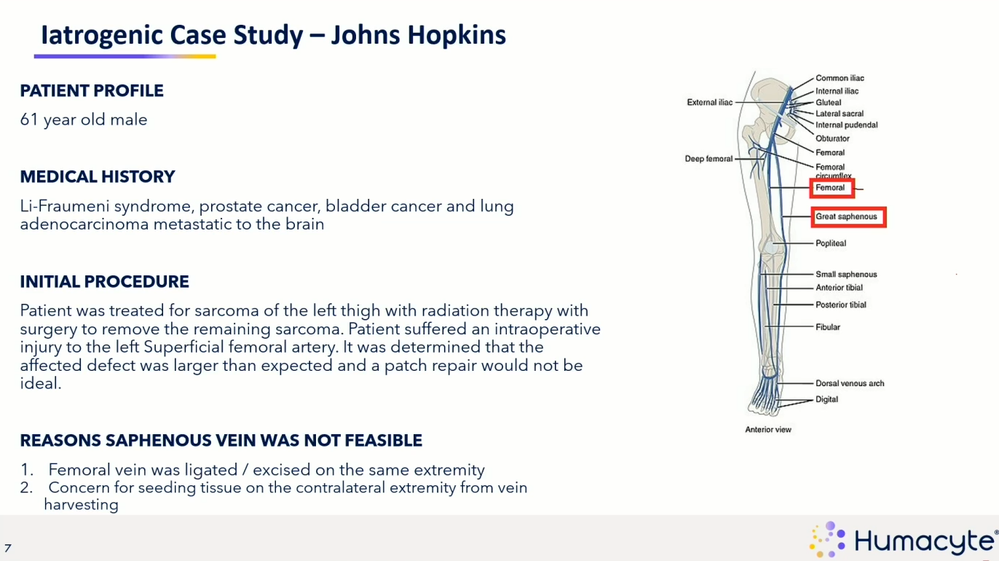 Iatrogenic Case Study – Johns Hopkins
PATIENT PROFILE
61 year old male
MEDICAL HISTORY
Li-Fraumeni syndrome, prostate cancer, bladder cancer and lung
adenocarcinoma metastatic to the brain
INITIAL PROCEDURE
Patient was treated for sarcoma of the left thigh with radiation therapy with
surgery to remove the remaining sarcoma. Patient suffered an intraoperative
injury to the left Superficial femoral artery. It was determined that the
affected defect was larger than expected and a patch repair would not be
ideal.
REASONS SAPHENOUS VEIN WAS NOT FEASIBLE
1. Femoral vein was ligated / excised on the same extremity
2. Concern for seeding tissue on the contralateral extremity from vein
harvesting
External iliac
Deep femoral
Common iliac
Internal iliac
Gluteal
Lateral sacral
Internal pudendal
Obturator
Femoral
Femoral
circumflex
Femoral
Great saphenous
Popliteal
Small saphenous
Anterior tibial
Posterior tibial
Fibular
Dorsal venous arch
Digital
Anterior view
7
Humacyte®